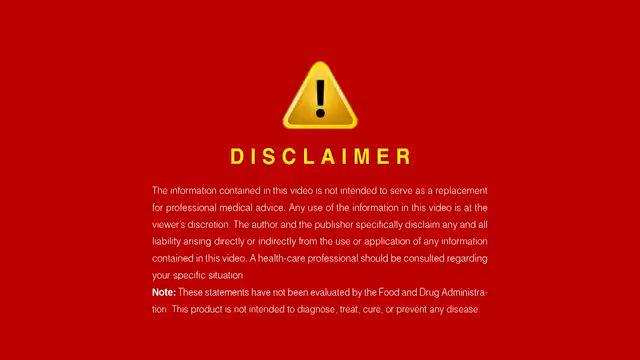 !
DISCLAIMER
The information contained in this video is not intended to serve as a replacement
for professional medical advice. Any use of the information in this video is at the
viewer's discretion. The author and the publisher specifically disclaim any and all
liability arising directly or indirectly from the use or application of any information
contained in this video. A health-care professional should be consulted regarding
your specific situation.
Note: These statements have not been evaluated by the Food and Drug Administra-
tion. This product is not intended to diagnose, treat, cure, or prevent any disease.